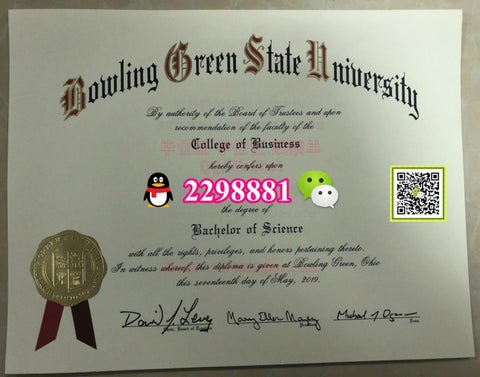 Bowling Green State University
By authority of the Board of Trustees and upon
recommendation of the faculty of the
College of Business
hereby confers upon
2298881
the degree of
Bachelor of Science
with all the rights, privileges, and honors pertaining thereto.
In witness whereof, this diploma is given at Bowling Green, Ohio
this seventeenth day of May, 2019.